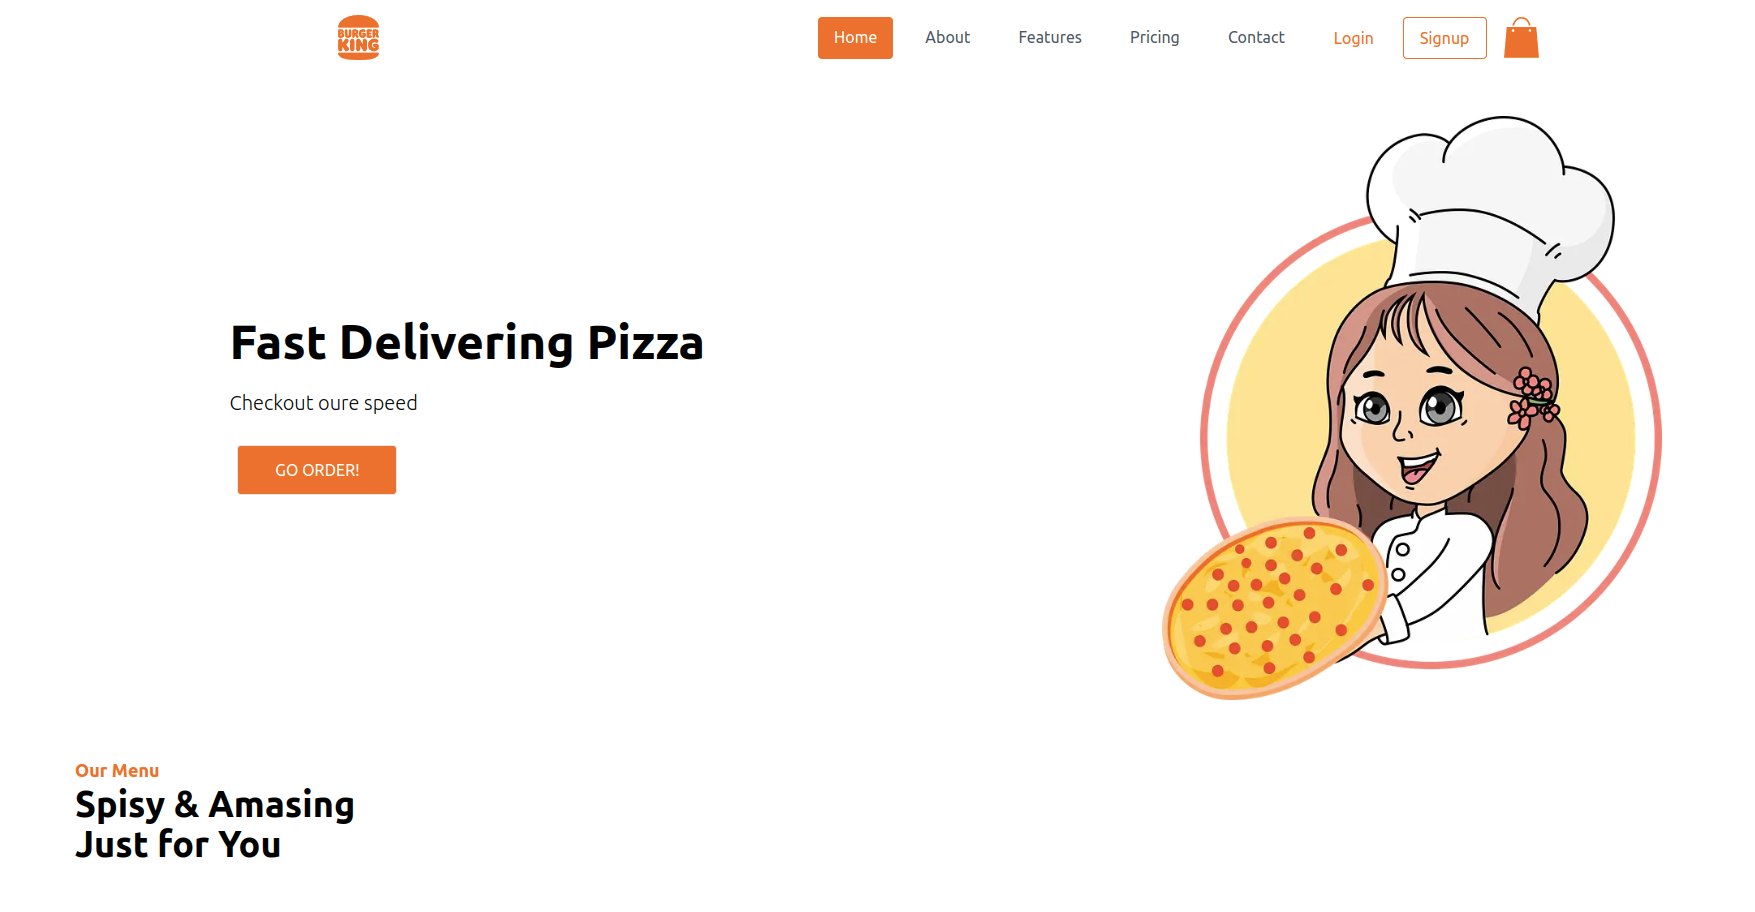 BURGER
KING
Home About Features Pricing Contact Login Signup
Fast Delivering Pizza
Checkout oure speed
GO ORDER!
Our Menu
Spisy & Amasing
Just for You